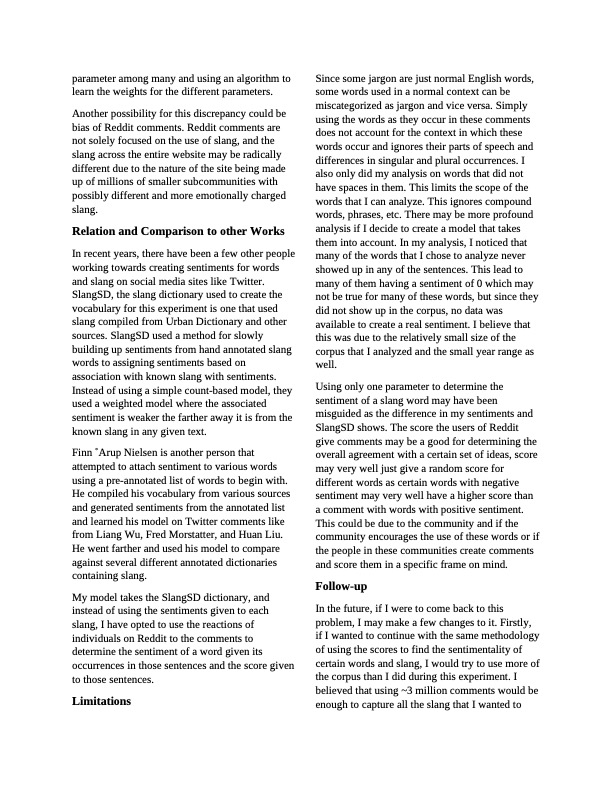 parameter among many and using an algorithm to
learn the weights for the different parameters.
Another possibility for this discrepancy could be
bias of Reddit comments. Reddit comments are
not solely focused on the use of slang, and the
slang across the entire website may be radically
different due to the nature of the site being made
up of millions of smaller subcommunities with
possibly different and more emotionally charged
slang.
Relation and Comparison to other Works
In recent years, there have been a few other people
working towards creating sentiments for words
and slang on social media sites like Twitter.
SlangSD, the slang dictionary used to create the
vocabulary for this experiment is one that used
slang compiled from Urban Dictionary and other
sources. SlangSD used a method for slowly
building up sentiments from hand annotated slang
words to assigning sentiments based on
association with known slang with sentiments.
Instead of using a simple count-based model, they
used a weighted model where the associated
sentiment is weaker the farther away it is from the
known slang in any given text.
Finn ˚Arup Nielsen is another person that
attempted to attach sentiment to various words
using a pre-annotated list of words to begin with.
He compiled his vocabulary from various sources
and generated sentiments from the annotated list
and learned his model on Twitter comments like
from Liang Wu, Fred Morstatter, and Huan Liu.
He went farther and used his model to compare
against several different annotated dictionaries
containing slang.
My model takes the SlangSD dictionary, and
instead of using the sentiments given to each
slang, I have opted to use the reactions of
individuals on Reddit to the comments to
determine the sentiment of a word given its
occurrences in those sentences and the score given
to those sentences.
Limitations
Since some jargon are just normal English words,
some words used in a normal context can be
miscategorized as jargon and vice versa. Simply
using the words as they occur in these comments
does not account for the context in which these
words occur and ignores their parts of speech and
differences in singular and plural occurrences. I
also only did my analysis on words that did not
have spaces in them. This limits the scope of the
words that I can analyze. This ignores compound
words, phrases, etc. There may be more profound
analysis if I decide to create a model that takes
them into account. In my analysis, I noticed that
many of the words that I chose to analyze never
showed up in any of the sentences. This lead to
many of them having a sentiment of 0 which may
not be true for many of these words, but since they
did not show up in the corpus, no data was
available to create a real sentiment. I believe that
this was due to the relatively small size of the
corpus that I analyzed and the small year range as
well.
Using only one parameter to determine the
sentiment of a slang word may have been
misguided as the difference in my sentiments and
SlangSD shows. The score the users of Reddit
give comments may be a good for determining the
overall agreement with a certain set of ideas, score
may very well just give a random score for
different words as certain words with negative
sentiment may very well have a higher score than
a comment with words with positive sentiment.
This could be due to the community and if the
community encourages the use of these words or if
the people in these communities create comments
and score them in a specific frame on mind.
Follow-up
In the future, if I were to come back to this
problem, I may make a few changes to it. Firstly,
if I wanted to continue with the same methodology
of using the scores to find the sentimentality of
certain words and slang, I would try to use more of
the corpus than I did during this experiment. I
believed that using ~3 million comments would be
enough to capture all the slang that I wanted to